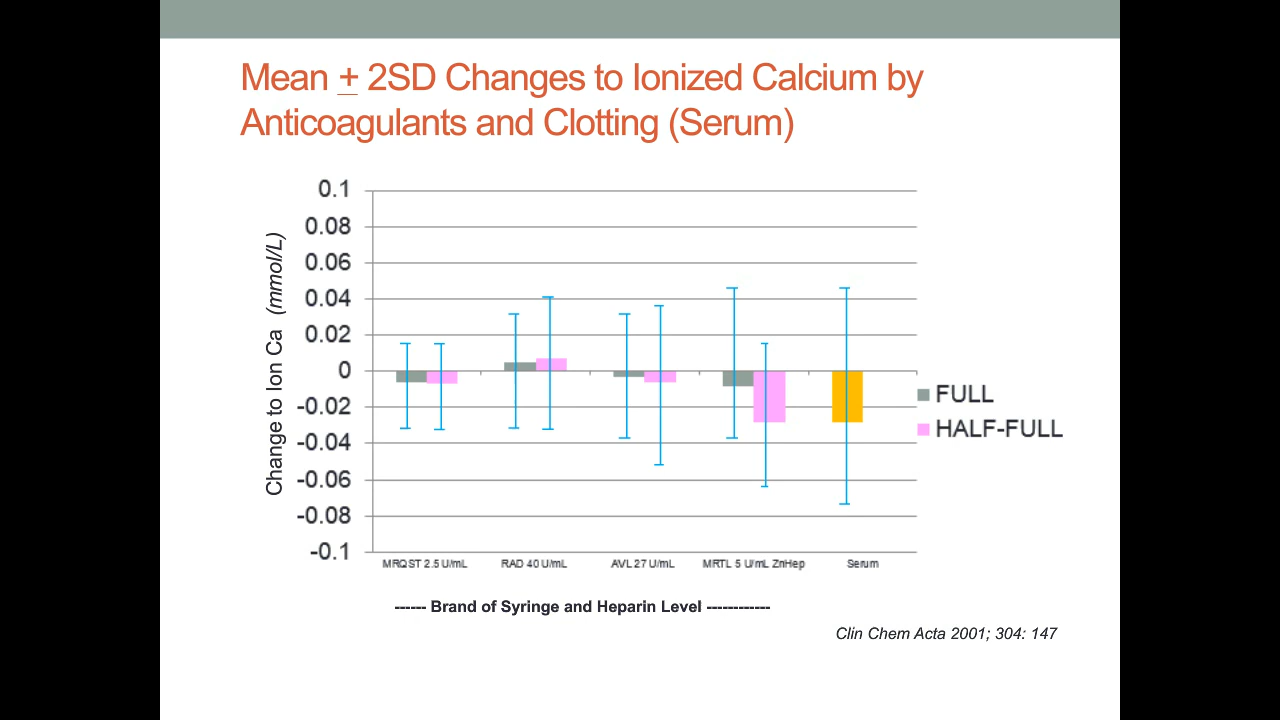 Mean + 2SD Changes to Ionized Calcium by
Anticoagulants and Clotting (Serum)
Change to Ion Ca (mmol/L)
0.1
0.08
0.06
0.04
0.02
0
-0.02
-0.04
-0.06
-0.08
-0.1
FULL
HALF-FULL
MRQST 2.5 U/mL
RAD 40 U/mL
AVL 27 U/mL
MRTL 5 U/mL ZnHep
Serum
------ Brand of Syringe and Heparin Level ------------
Clin Chem Acta 2001; 304: 147